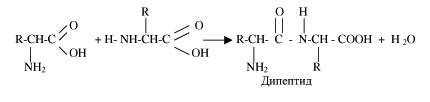 R O O H
R-CH-C O + H-NH-CH-C O R-CH-C - N-CH-COOH + H2O
NH2 OH OH NH2 R
Дипептид